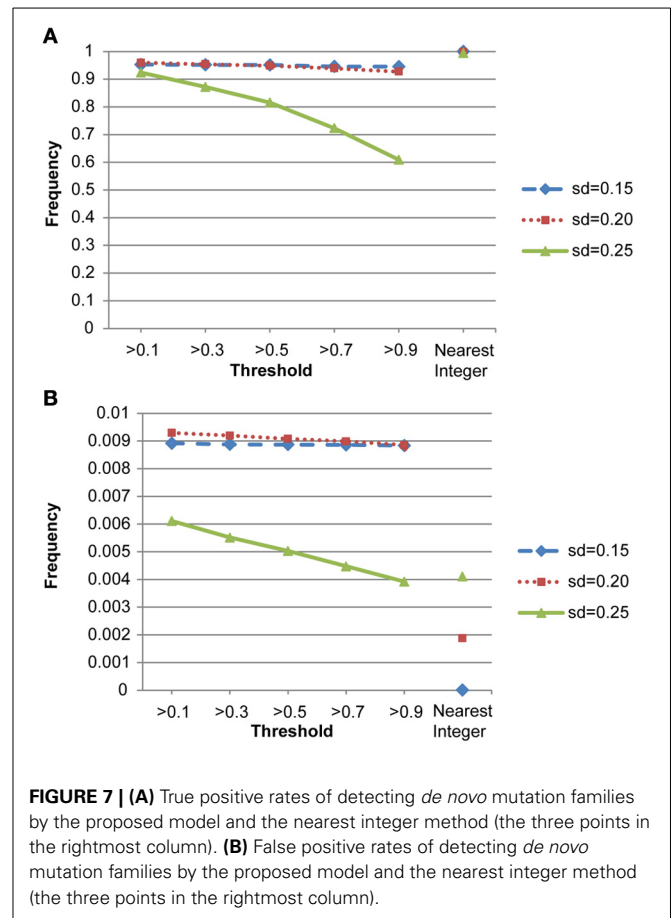 A
1
0.9
0.8
0.7
0.6
0.5
0.4
0.3
0.2
0.1
0
Frequency
>0.1 >0.3 >0.5 >0.7 >0.9 Nearest
Integer
Threshold
sd=0.15
sd=0.20
sd=0.25
B
0.01
0.009
0.008
0.007
0.006
0.005
0.004
0.003
0.002
0.001
0
Frequency
>0.1 >0.3 >0.5 >0.7 >0.9 Nearest
Integer
Threshold
sd=0.15
sd=0.20
sd=0.25
FIGURE 7 | (A) True positive rates of detecting de novo mutation families
by the proposed model and the nearest integer method (the three points in
the rightmost column). (B) False positive rates of detecting de novo
mutation families by the proposed model and the nearest integer method
(the three points in the rightmost column).